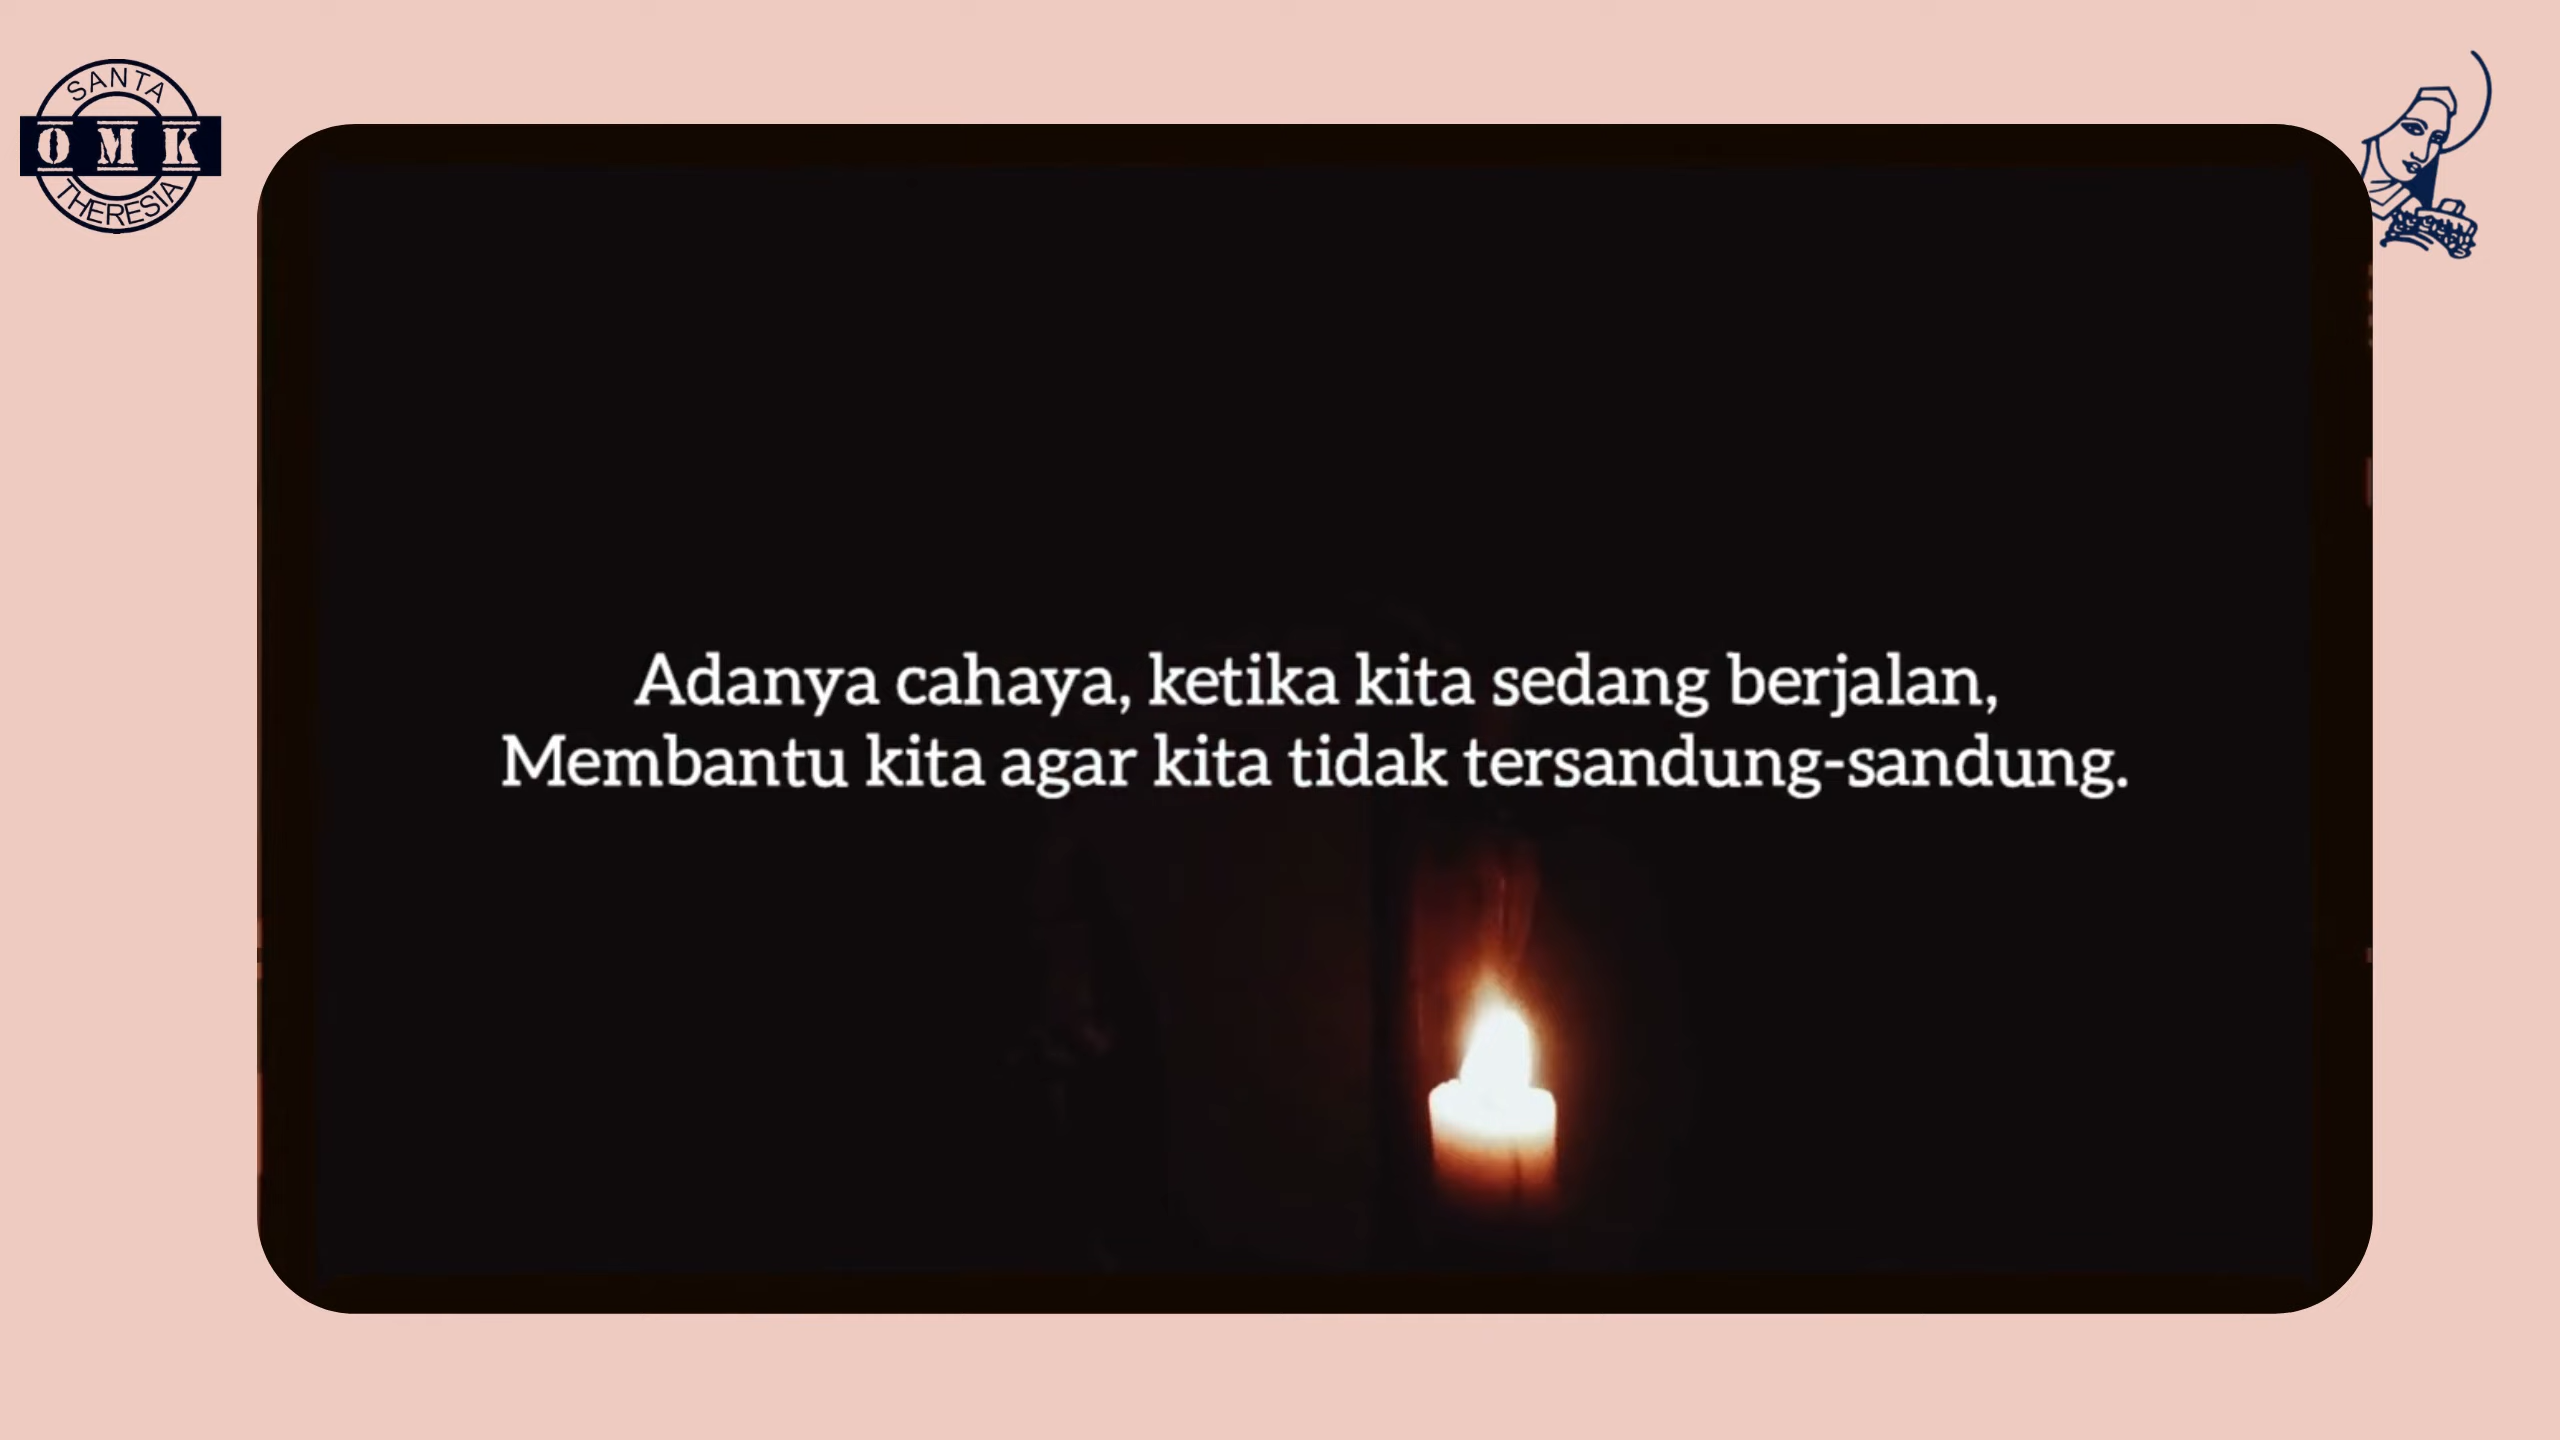 SANTA
OMK
THERESIA
Adanya cahaya, ketika kita sedang berjalan,
Membantu kita agar kita tidak tersandung-sandung.